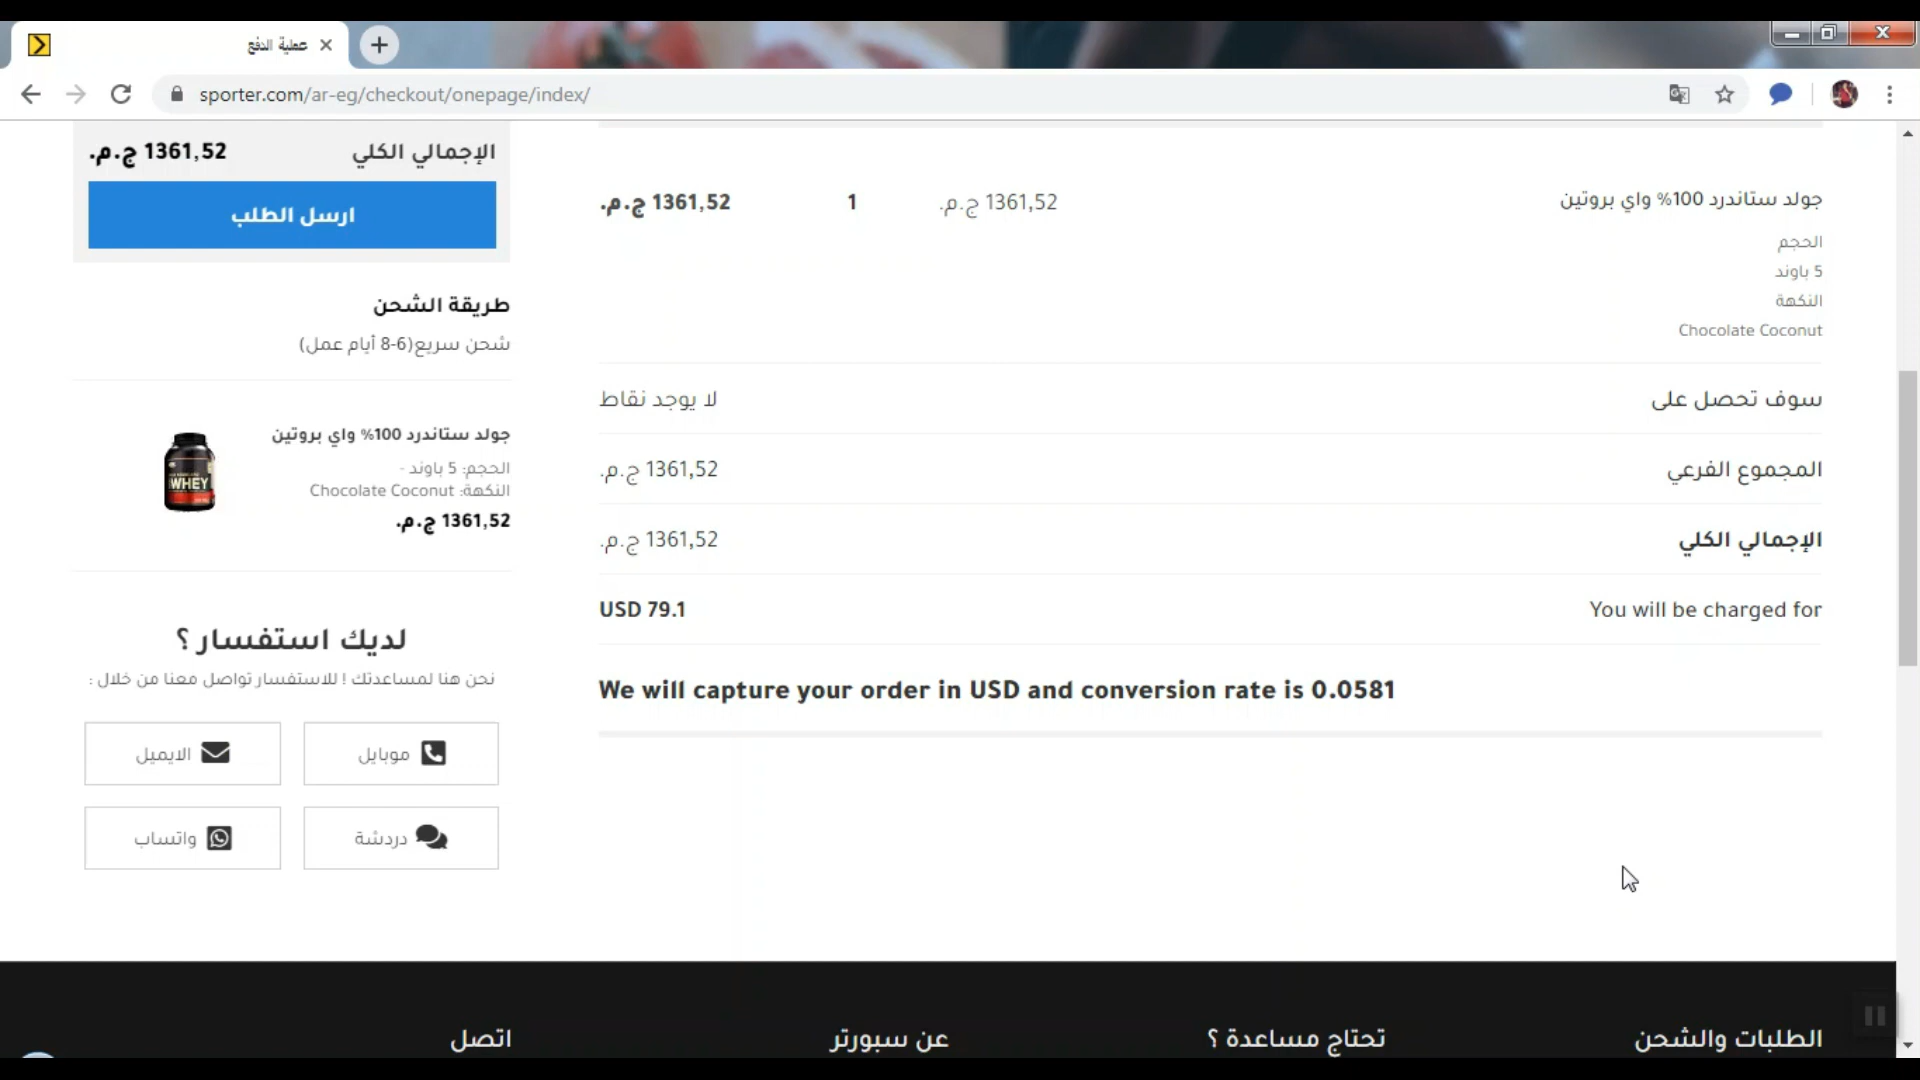 عملية الدفع
sporter.com/ar-eg/checkout/onepage/index/
جولد ستاندرد 100% واي بروتين
1361,52 ج.م.
1
1361,52 ج.م.
الحجم
5 باوند
النكهة
Chocolate Coconut
سوف تحصل على
لا يوجد نقاط
المجموع الفرعي
1361,52 ج.م.
الإجمالي الكلي
1361,52 ج.م.
You will be charged for
USD 79.1
We will capture your order in USD and conversion rate is 0.0581
الإجمالي الكلي
1361,52 ج.م.
ارسل الطلب
طريقة الشحن
شحن سريع(6-8 أيام عمل)
جولد ستاندرد 100% واي بروتين
الحجم: 5 باوند -
النكهة: Chocolate Coconut
1361,52 ج.م.
WHEY
لديك استفسار ؟
نحن هنا لمساعدتك ! للاستفسار تواصل معنا من خلال :
موبايل
الايميل
دردشة
واتساب
الطلبات والشحن
تحتاج مساعدة ؟
عن سبورتر
اتصل